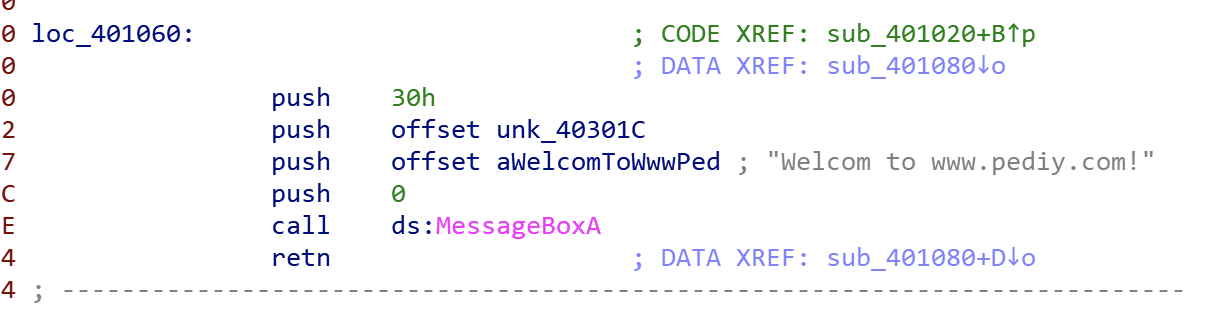 0
0 loc_401060: ; CODE XREF: sub_401020+B↑p
0 ; DATA XREF: sub_401080↓o
0 push 30h
2 push offset unk_40301C
7 push offset aWelcomToWwwPed ; "Welcom to www.pediy.com!"
C push 0
E call ds:MessageBoxA
4 retn ; DATA XREF: sub_401080+D↓o
4 ; ---------------------------------------------------------------------------